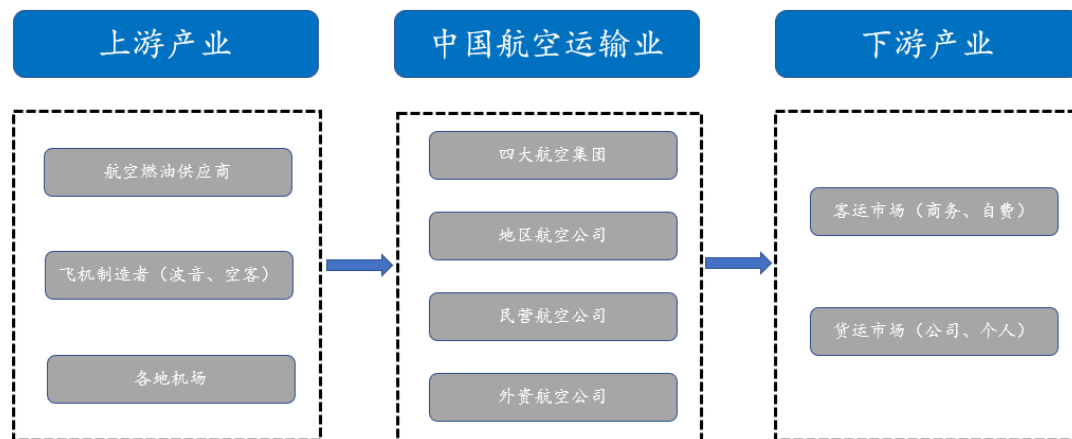 上游产业
中国航空运输业
下游产业
航空燃油供应商
飞机制造者（波音、空客）
各地机场
四大航空集团
地区航空公司
民营航空公司
外资航空公司
客运市场（商务、自费）
货运市场（公司、个人）